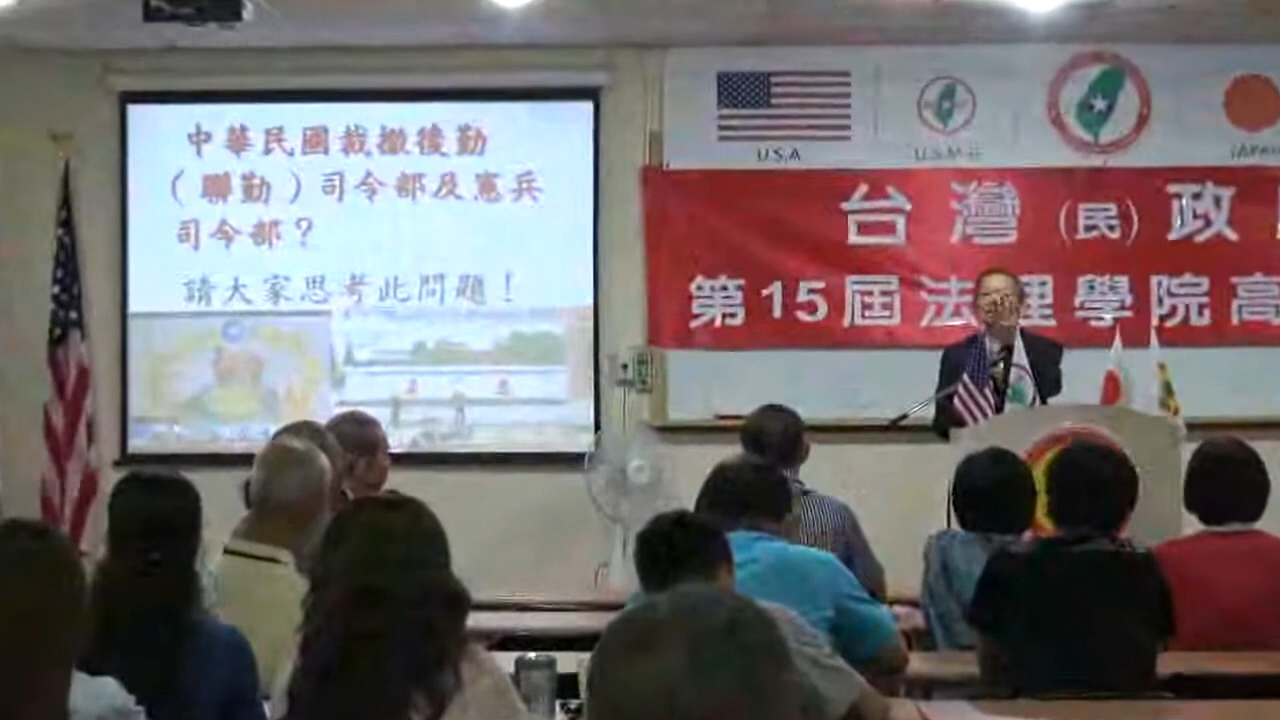 中華民國裁撤後勤
(聯勤)司令部及憲兵
司令部?
請大家思考此問題!
U.S.A
JAPAN
台灣(民)政
第15屆法理學院高